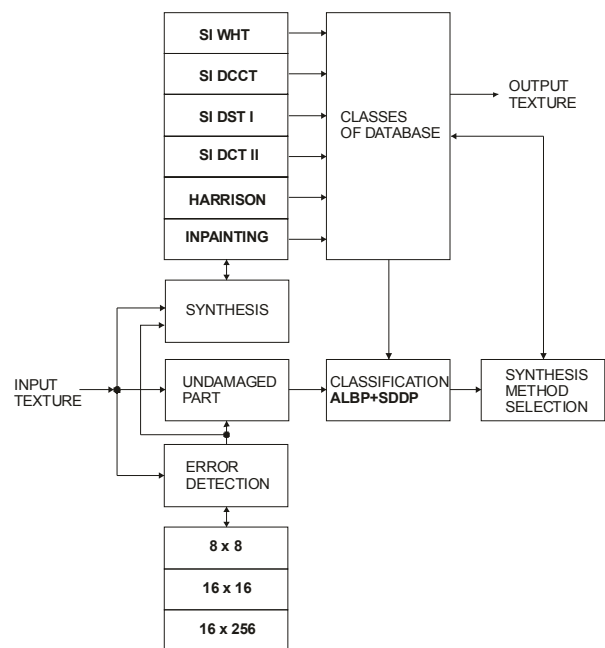 SI WHT
SI DCCT
SI DST I
SI DCT II
HARRISON
INPAINTING
CLASSES
OF DATABASE
OUTPUT
TEXTURE
SYNTHESIS
INPUT
TEXTURE
UNDAMAGED
PART
CLASSIFICATION
ALBP+SDDP
SYNTHESIS
METHOD
SELECTION
ERROR
DETECTION
8 x 8
16 x 16
16 x 256